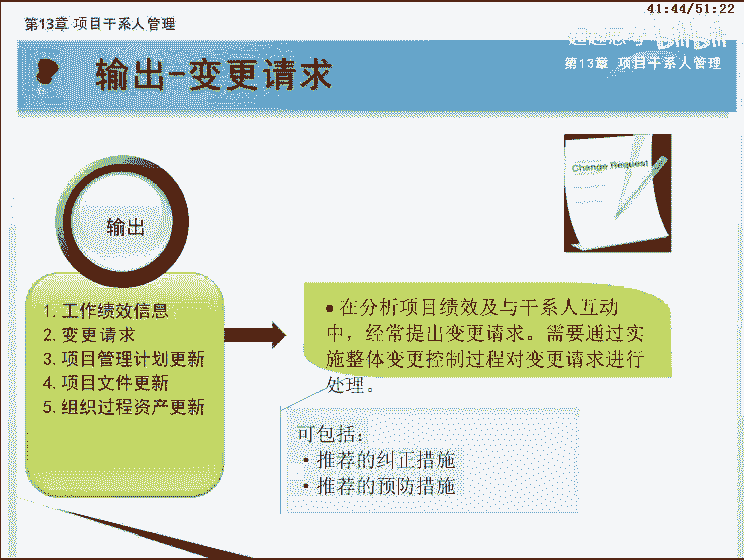 41:44/51:22
第13章 项目干系人管理
第13章 项目干系人管理
输出-变更请求
Change Request
输出
1.工作绩效信息
2.变更请求
3.项目管理计划更新
4.项目文件更新
5.组织过程资产更新
●在分析项目绩效及与干系人互动
中，经常提出变更请求。需要通过实
施整体变更控制过程对变更请求进行
处理。
可包括：
·推荐的纠正措施
·推荐的预防措施